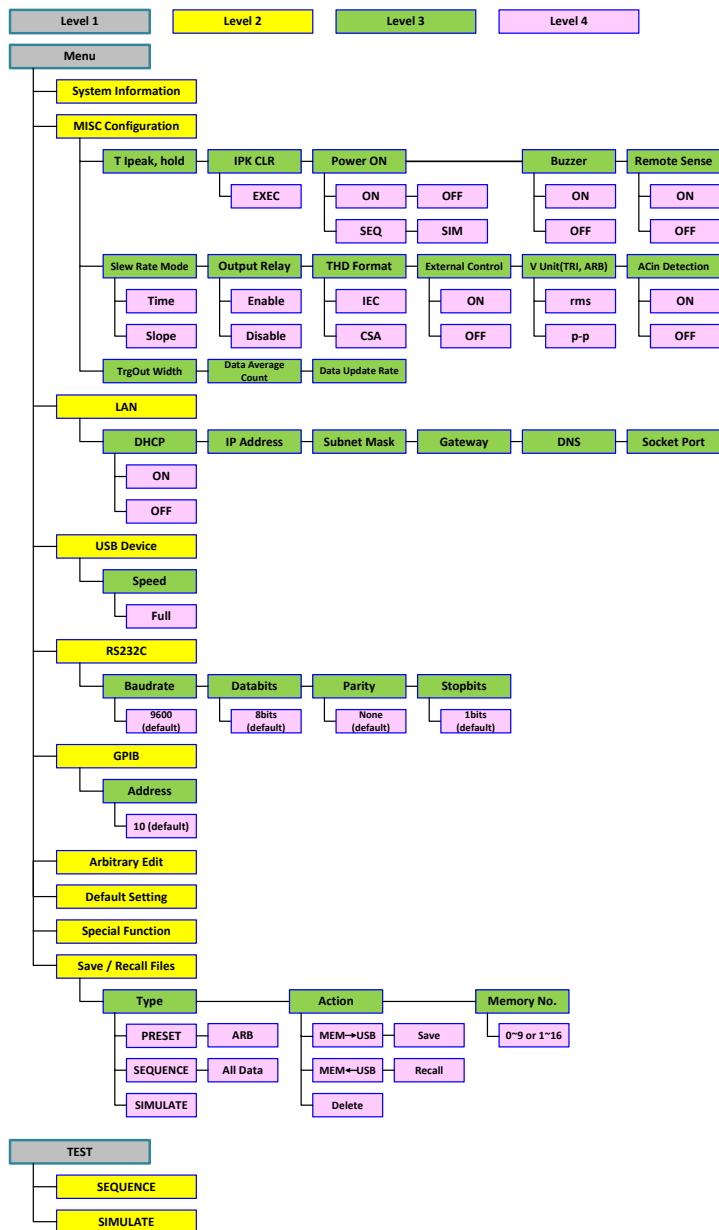 Level 1 Level 2 Level 3 Level 4
Menu
System Information
MISC Configuration
T Ipeak, hold IPK CLR Power ON Buzzer Remote Sense
EXEC ON OFF ON ON
SEQ SIM OFF OFF
Slew Rate Mode Output Relay THD Format External Control V Unit(TRI, ARB) ACin Detection
Time Enable IEC ON rms ON
Slope Disable CSA OFF p-p OFF
TrgOut Width Data Average Count Data Update Rate
LAN
DHCP IP Address Subnet Mask Gateway DNS Socket Port
ON
OFF
USB Device
Speed
Full
RS232C
Baudrate Databits Parity Stopbits
9600 (default) 8bits (default) None (default) 1bits (default)
GPIB
Address
10 (default)
Arbitrary Edit
Default Setting
Special Function
Save / Recall Files
Type Action Memory No.
PRESET ARB MEM→USB Save 0~9 or 1~16
SEQUENCE All Data MEM←USB Recall
SIMULATE Delete
TEST
SEQUENCE
SIMULATE